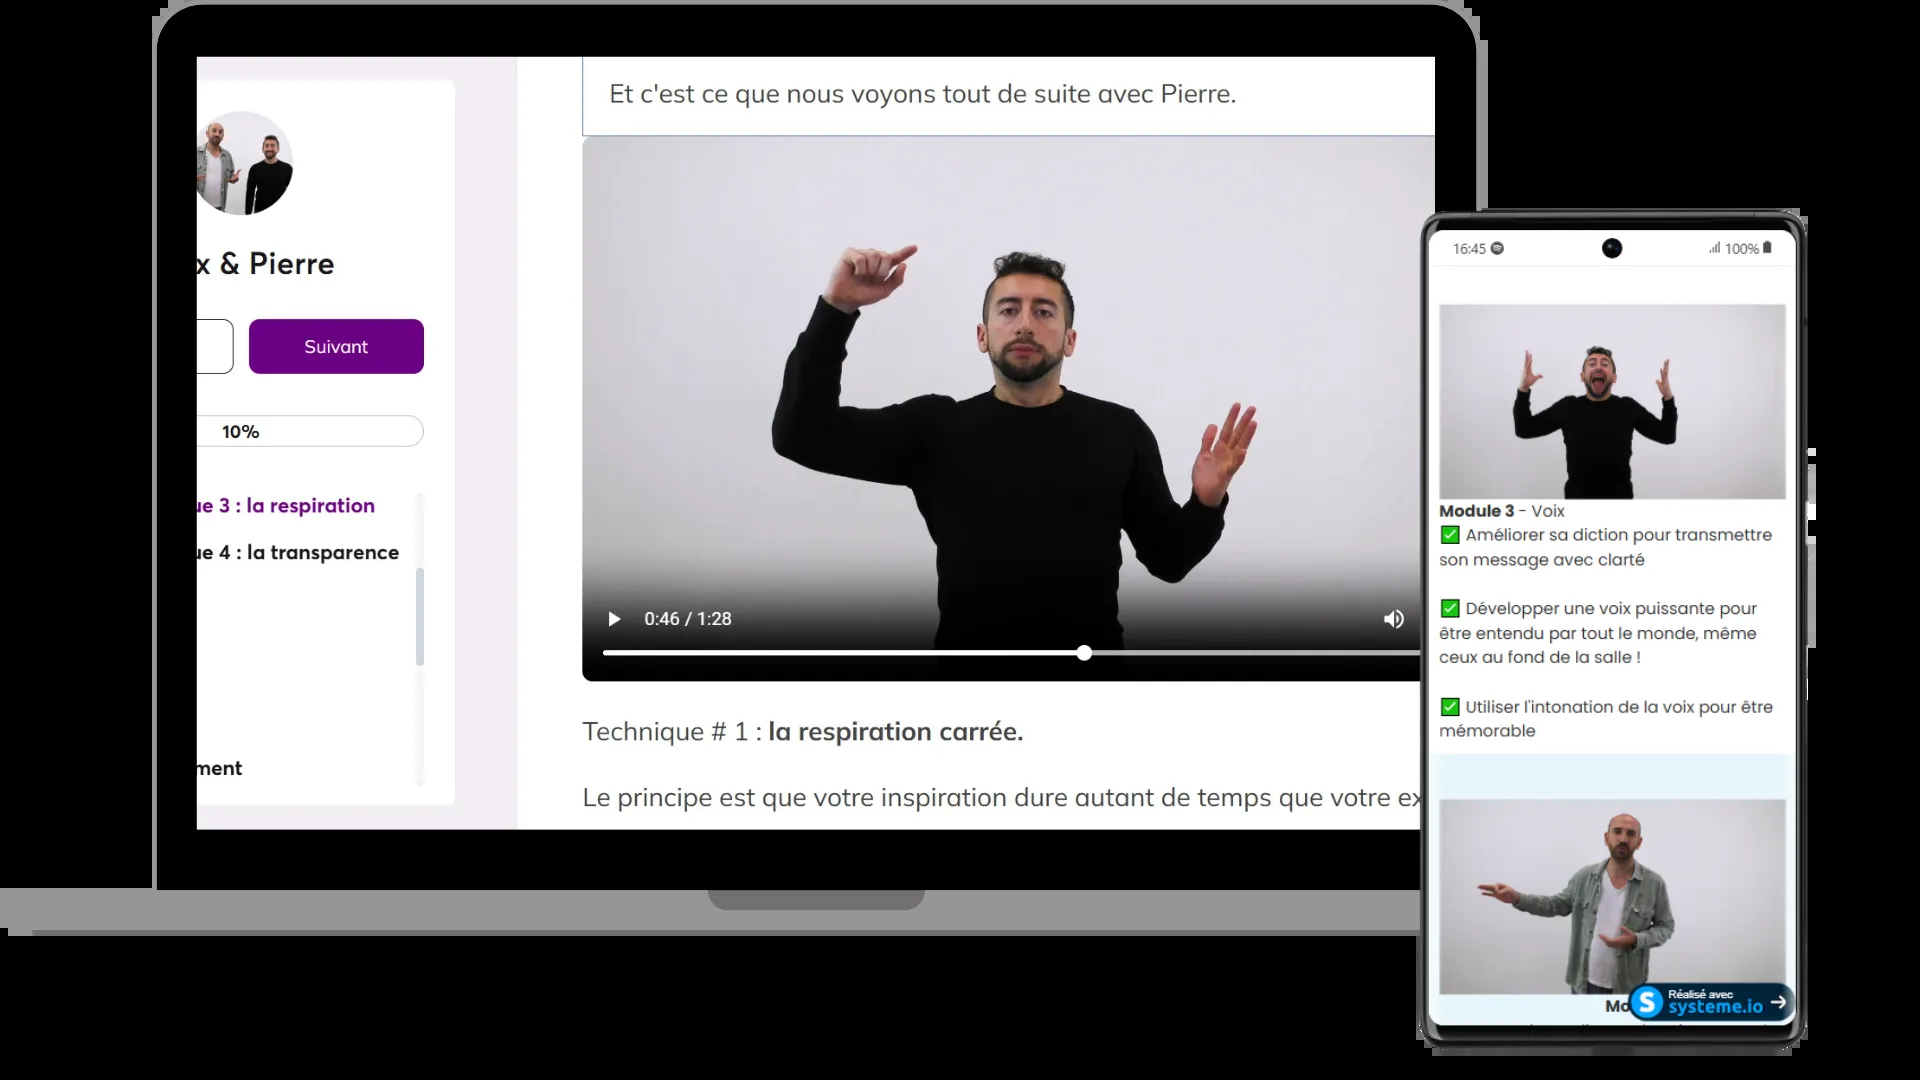 Et c'est ce que nous voyons tout de suite avec Pierre.
x & Pierre
Suivant
10%
ue 3 : la respiration
ue 4 : la transparence
ment
0:46 / 1:28
Technique # 1 : la respiration carrée.
Le principe est que votre inspiration dure autant de temps que votre ex
16:45
100%
Module 3 - Voix
✅ Améliorer sa diction pour transmettre
son message avec clarté
✅ Développer une voix puissante pour
être entendu par tout le monde, même
ceux au fond de la salle !
✅ Utiliser l'intonation de la voix pour être
mémorable
Mo
Réalisé avec
systeme.io